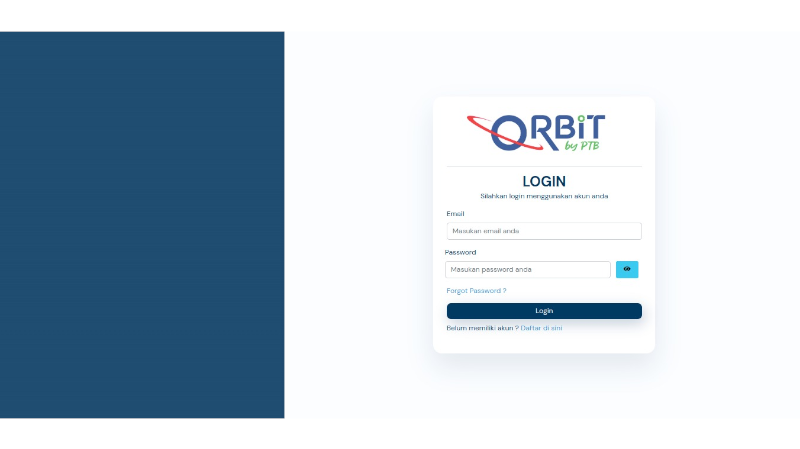 ORBiT
by PTB
LOGIN
Silahkan login menggunakan akun anda
Email
Masukan email anda
Password
Masukan password anda
Forgot Password ?
Login
Belum memiliki akun ? Daftar di sini